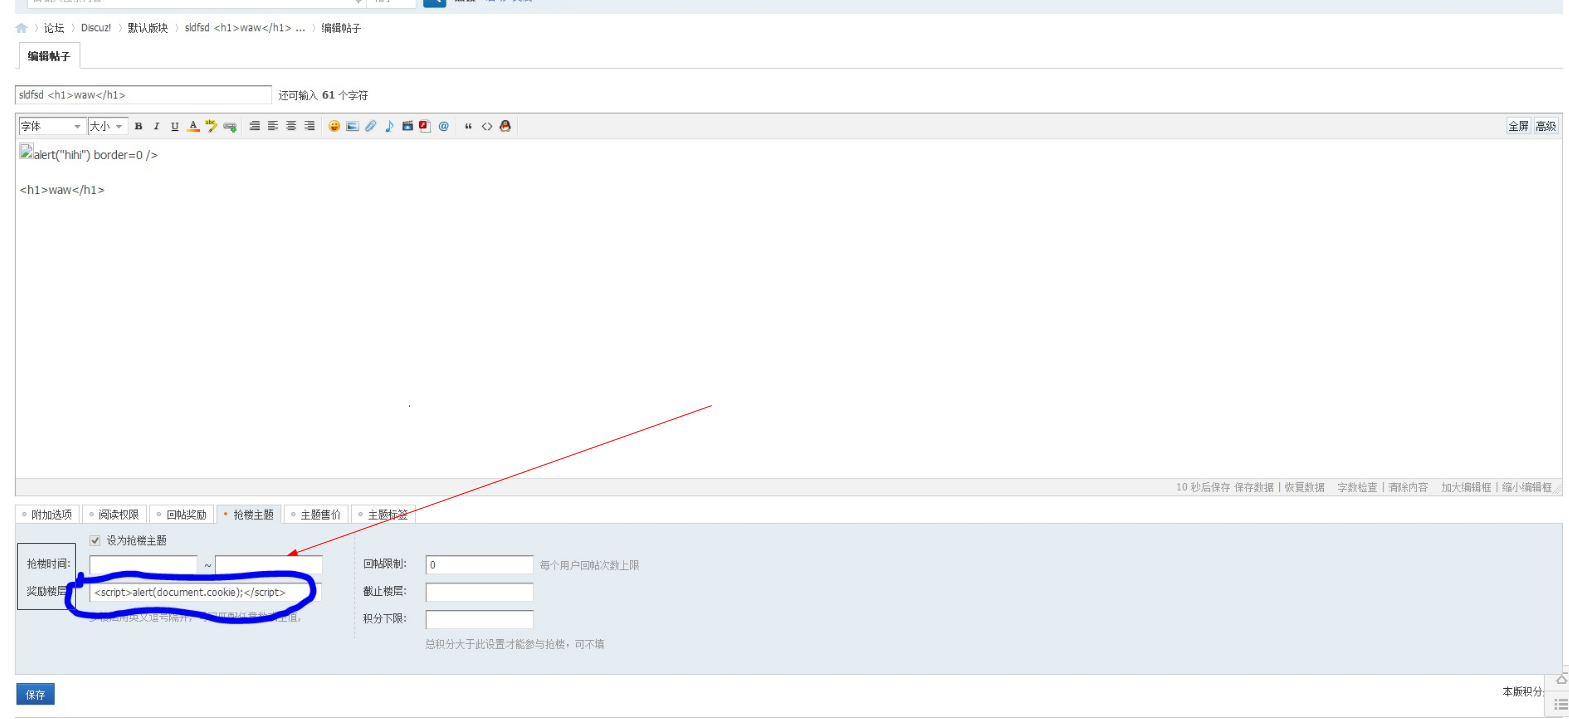 论坛 〉 Discuz! 〉 默认版块 〉 sldfsd <h1>waw</h1> ... 〉 编辑帖子
编辑帖子
sldfsd <h1>waw</h1> 还可输入 61 个字符
字体 大小 B I U A 全屏 高级
alert("hihi") border=0 />
<h1>waw</h1>
10 秒后保存 保存数据 | 恢复数据 字数检查 | 清除内容 加大编辑框 | 缩小编辑框
附加选项 阅读权限 回帖奖励 抢楼主题 主题售价 主题标签
设为抢楼主题
抢楼时间: ~ 回帖限制: 0 每个用户回帖次数上限
奖励楼层 <script>alert(document.cookie);</script> 截止楼层:
积分下限:
总积分大于此设置才能参与抢楼，可不填
保存 本版积分